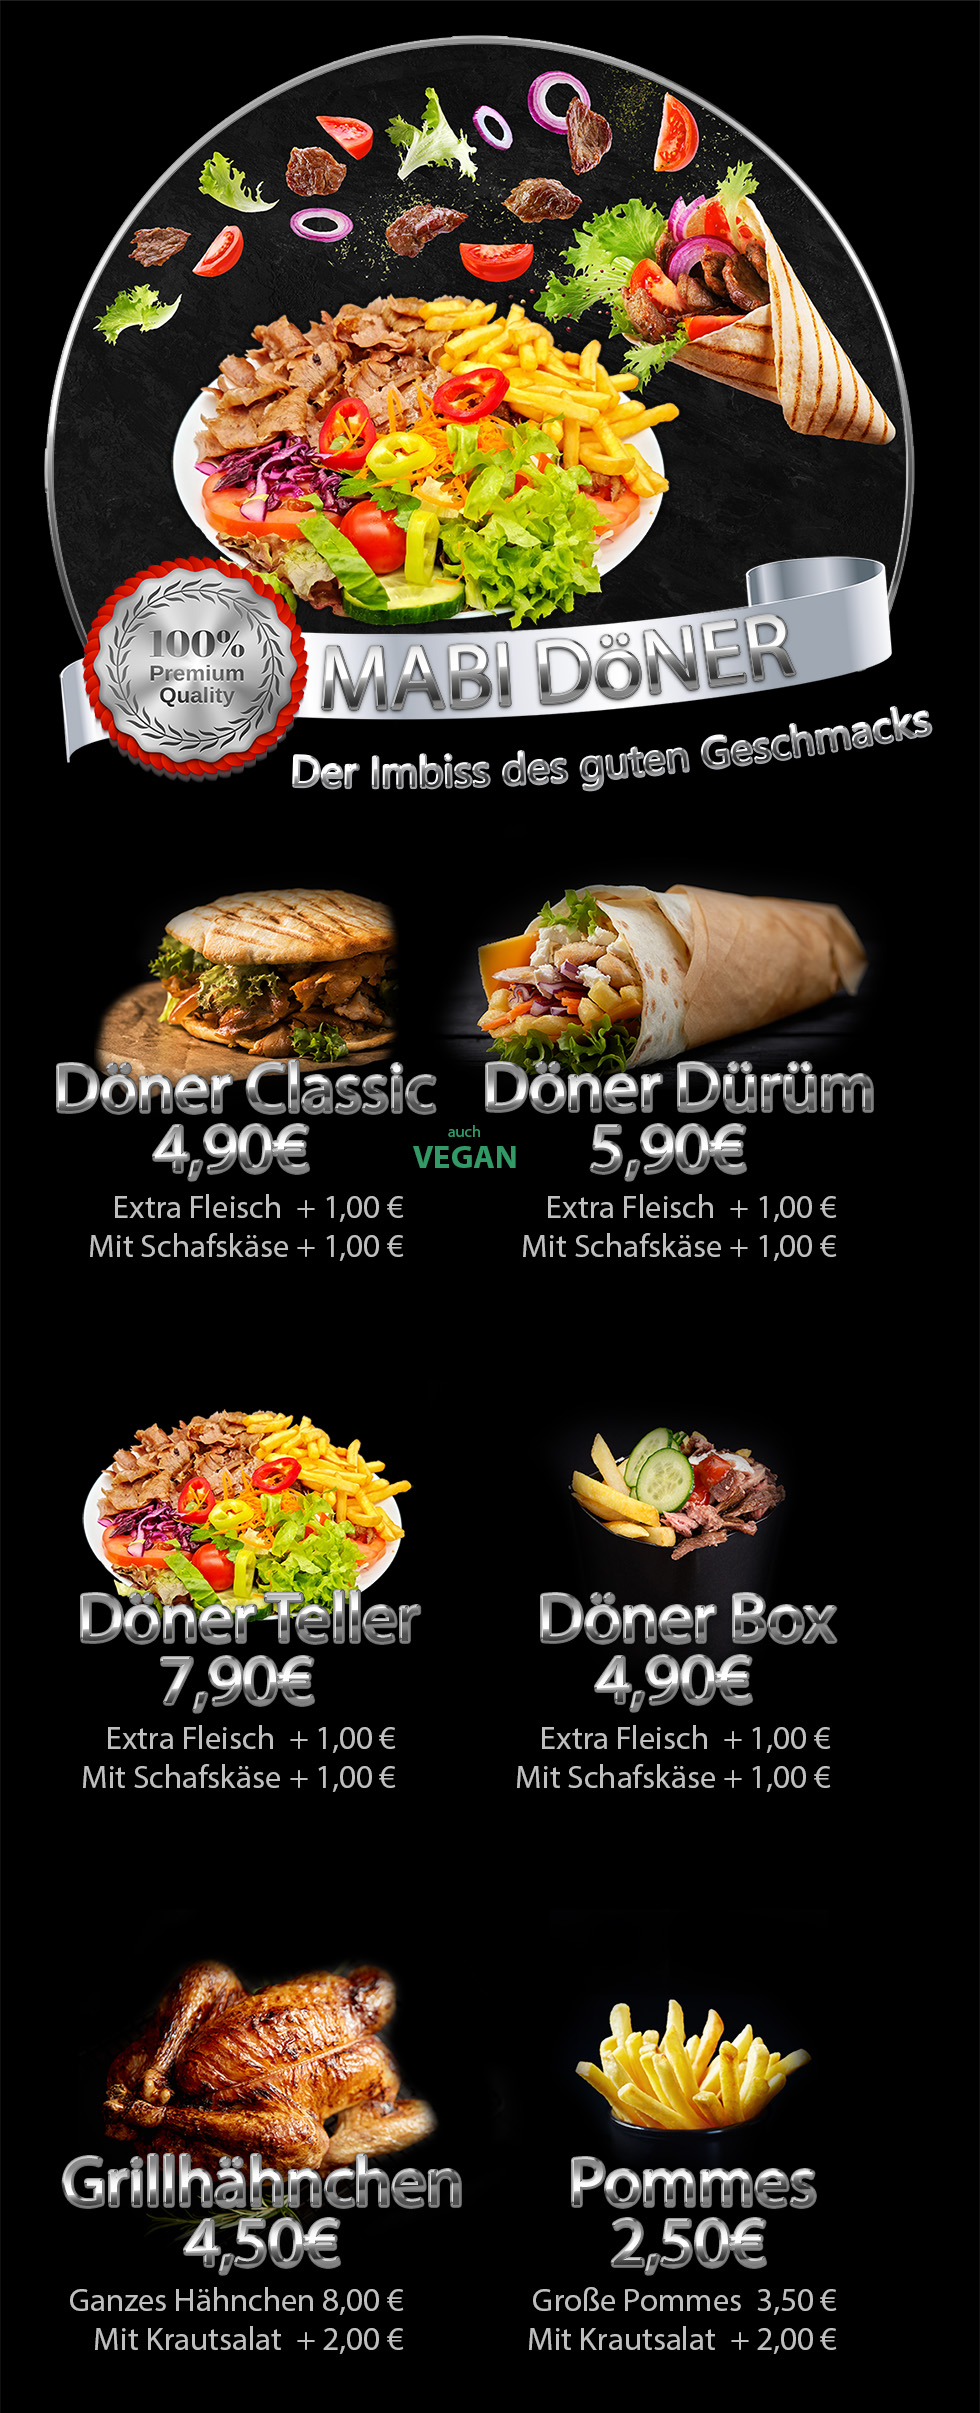 100%
Premium
Quality
MABI DÖNER
Der Imbiss des guten Geschmacks
Döner Classic
4,90€
Extra Fleisch + 1,00 €
Mit Schafskäse + 1,00 €
auch
VEGAN
Döner Dürüm
5,90€
Extra Fleisch + 1,00 €
Mit Schafskäse + 1,00 €
Döner Teller
7,90€
Extra Fleisch + 1,00 €
Mit Schafskäse + 1,00 €
Döner Box
4,90€
Extra Fleisch + 1,00 €
Mit Schafskäse + 1,00 €
Grillhähnchen
4,50€
Ganzes Hähnchen 8,00 €
Mit Krautsalat + 2,00 €
Pommes
2,50€
Große Pommes 3,50 €
Mit Krautsalat + 2,00 €